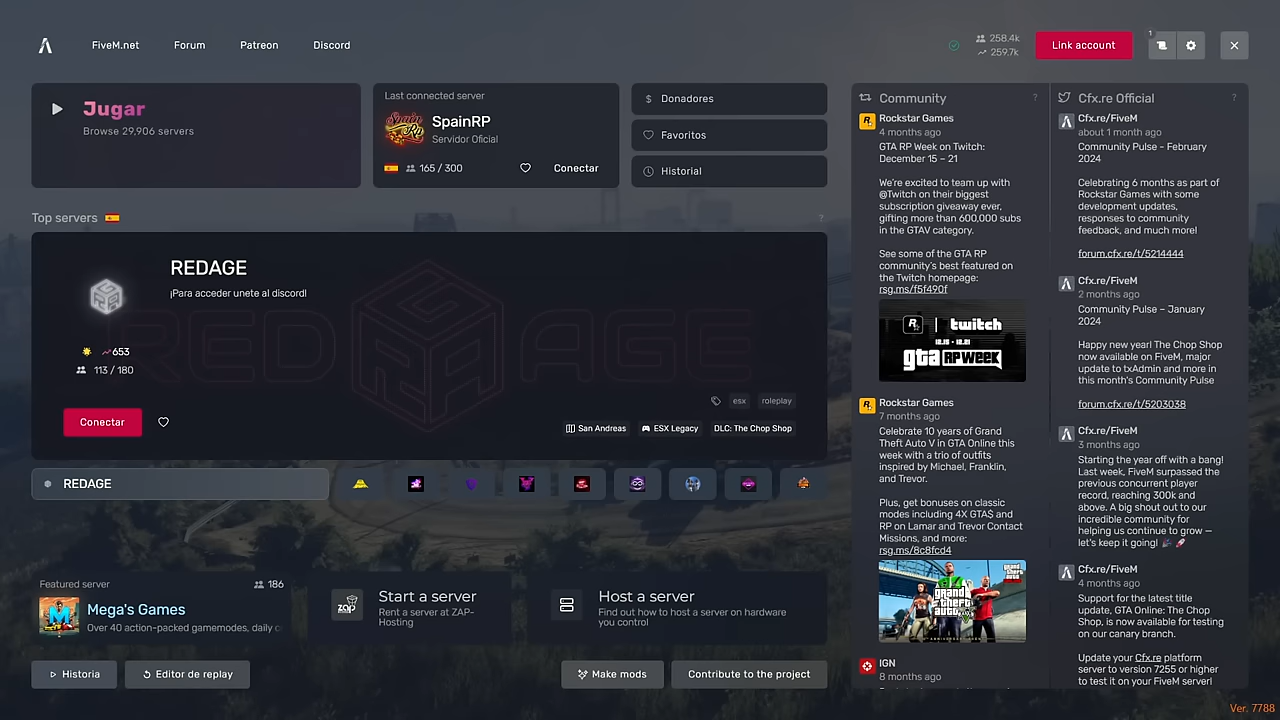 FiveM.net
Forum
Patreon
Discord
258.4k
259.7k
Link account
1
Jugar
Browse 29,906 servers
Last connected server
SpainRP
Servidor Oficial
165 / 300
Conectar
Donadores
Favoritos
Historial
Top servers
?
REDAGE
¡Para acceder unete al discord!
653
113 / 180
Conectar
RED AGE
esx
roleplay
San Andreas
ESX Legacy
DLC: The Chop Shop
REDAGE
Featured server
186
Mega's Games
Over 40 action-packed gamemodes, daily c
ZAP
Start a server
Rent a server at ZAP-
Hosting
Host a server
Find out how to host a server on hardware
you control
Historia
Editor de replay
Make mods
Contribute to the project
Community
?
Rockstar Games
4 months ago
GTA RP Week on Twitch:
December 15 – 21
We're excited to team up with
@Twitch on their biggest
subscription giveaway ever,
gifting more than 600,000 subs
in the GTAV category.
See some of the GTA RP
community's best featured on
the Twitch homepage:
rsg.ms/f5f490f
R | twitch
12.15 - 12.21
gta RP WEEK
Rockstar Games
7 months ago
Celebrate 10 years of Grand
Theft Auto V in GTA Online this
week with a trio of outfits
inspired by Michael, Franklin,
and Trevor.
Plus, get bonuses on classic
modes including 4X GTA$ and
RP on Lamar and Trevor Contact
Missions, and more:
rsg.ms/8c8fcd4
grand
theft
auto
IGN
8 months ago
Cfx.re Official
?
Cfx.re/FiveM
about 1 month ago
Community Pulse - February
2024
Celebrating 6 months as part of
Rockstar Games with some
development updates,
responses to community
feedback, and much more!
forum.cfx.re/t/5214444
Cfx.re/FiveM
2 months ago
Community Pulse – January
2024
Happy new year! The Chop Shop
now available on FiveM, major
update to txAdmin and more in
this month's Community Pulse
forum.cfx.re/t/5203038
Cfx.re/FiveM
3 months ago
Starting the year off with a bang!
Last week, FiveM surpassed the
previous concurrent player
record, reaching 300k and
above. A big shout out to our
incredible community for
helping us continue to grow —
let's keep it going! 🎉 🚀
Cfx.re/FiveM
4 months ago
Support for the latest title
update, GTA Online: The Chop
Shop, is now available for testing
on our canary branch.
Update your Cfx.re platform
server to version 7255 or higher
to test it on your FiveM server!
Ver. 7788